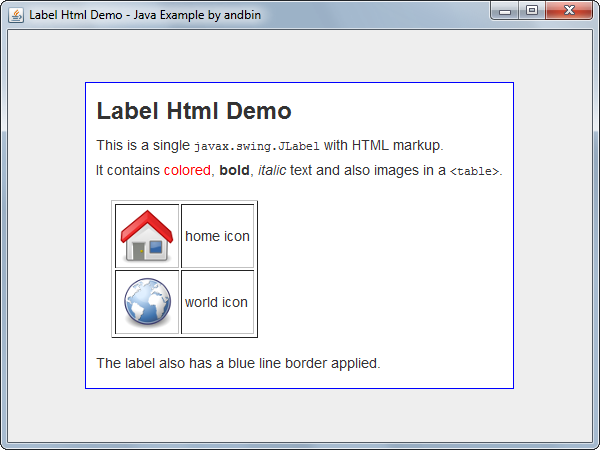 Label Html Demo - Java Example by andbin
Label Html Demo
This is a single javax.swing.JLabel with HTML markup.
It contains colored, bold, italic text and also images in a <table>.
home icon
world icon
The label also has a blue line border applied.